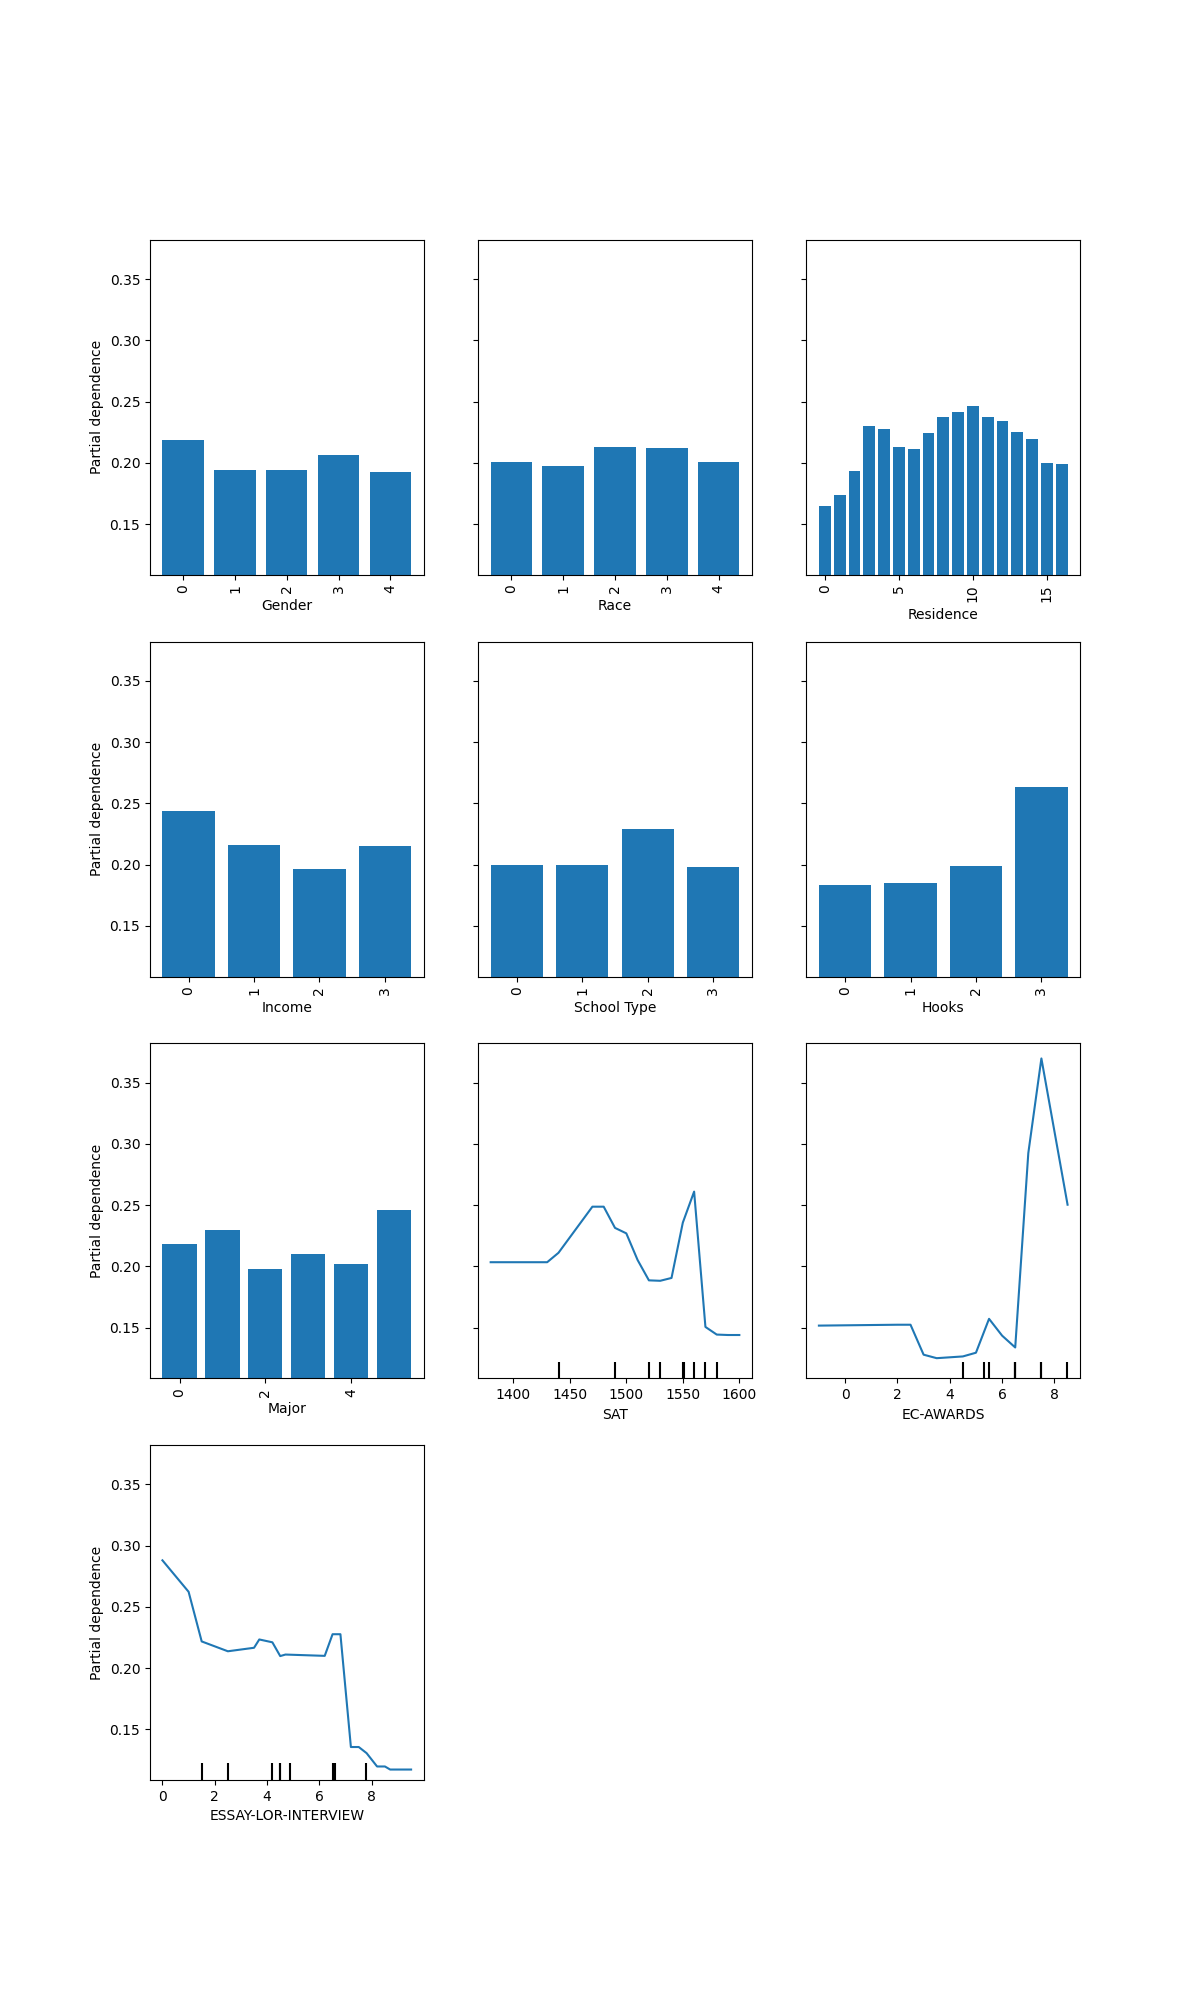 Partial dependence
0.35
0.30
0.25
0.20
0.15
0 1 2 3 4
Gender
0 1 2 3 4
Race
0 5 10 15
Residence
Partial dependence
0.35
0.30
0.25
0.20
0.15
0 1 2 3
Income
0 1 2 3
School Type
0 1 2 3
Hooks
Partial dependence
0.35
0.30
0.25
0.20
0.15
0 2 4
Major
1400 1450 1500 1550 1600
SAT
0 2 4 6 8
EC-AWARDS
Partial dependence
0.35
0.30
0.25
0.20
0.15
0 2 4 6 8
ESSAY-LOR-INTERVIEW